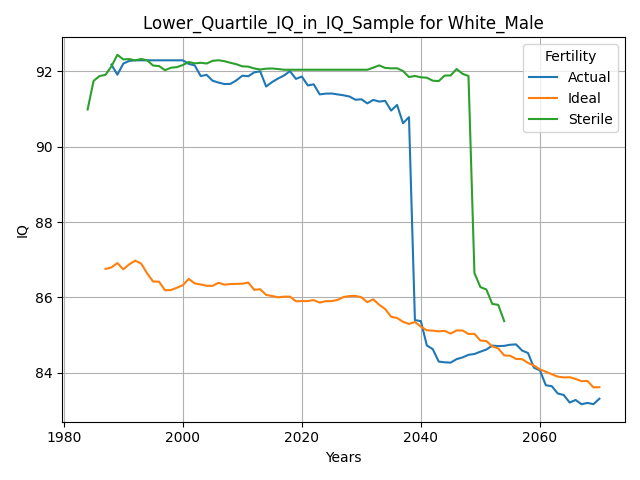 Lower_Quartile_IQ_in_IQ_Sample for White_Male
Fertility
Actual
Ideal
Sterile
IQ
92
90
88
86
84
1980
2000
2020
2040
2060
Years